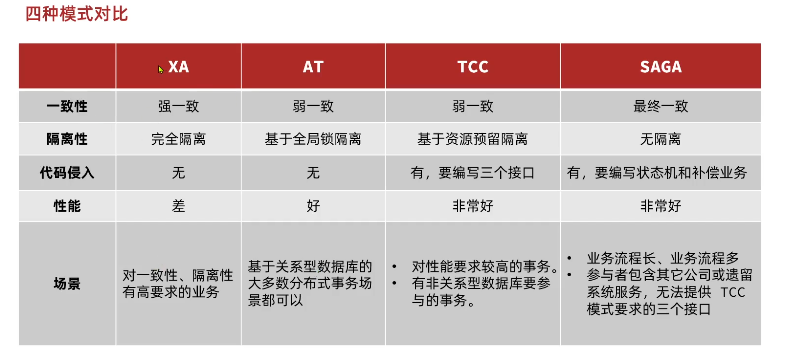 四种模式对比
XA AT TCC SAGA
一致性 强一致 弱一致 弱一致 最终一致
隔离性 完全隔离 基于全局锁隔离 基于资源预留隔离 无隔离
代码侵入 无 无 有，要编写三个接口 有，要编写状态机和补偿业务
性能 差 好 非常好 非常好
场景
对一致性、隔离性
有高要求的业务
基于关系型数据库的
大多数分布式事务场
景都可以
• 对性能要求较高的事务。
• 有非关系型数据库要参
与的事务。
• 业务流程长、业务流程多
• 参与者包含其它公司或遗留
系统服务，无法提供 TCC
模式要求的三个接口